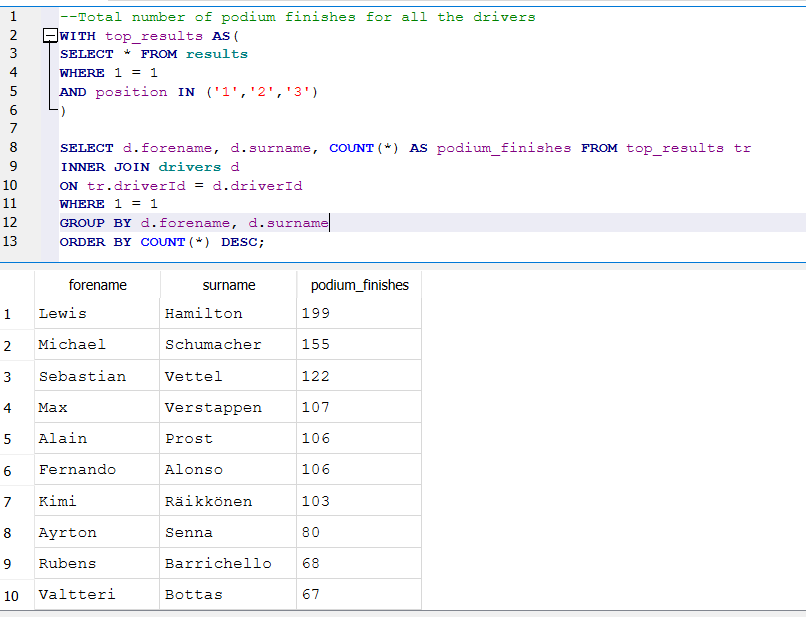 1 --Total number of podium finishes for all the drivers
2 WITH top_results AS(
3 SELECT * FROM results
4 WHERE 1 = 1
5 AND position IN ('1','2','3')
6 )
7
8 SELECT d.forename, d.surname, COUNT(*) AS podium_finishes FROM top_results tr
9 INNER JOIN drivers d
10 ON tr.driverId = d.driverId
11 WHERE 1 = 1
12 GROUP BY d.forename, d.surname
13 ORDER BY COUNT(*) DESC;
forename surname podium_finishes
1 Lewis Hamilton 199
2 Michael Schumacher 155
3 Sebastian Vettel 122
4 Max Verstappen 107
5 Alain Prost 106
6 Fernando Alonso 106
7 Kimi Räikkönen 103
8 Ayrton Senna 80
9 Rubens Barrichello 68
10 Valtteri Bottas 67